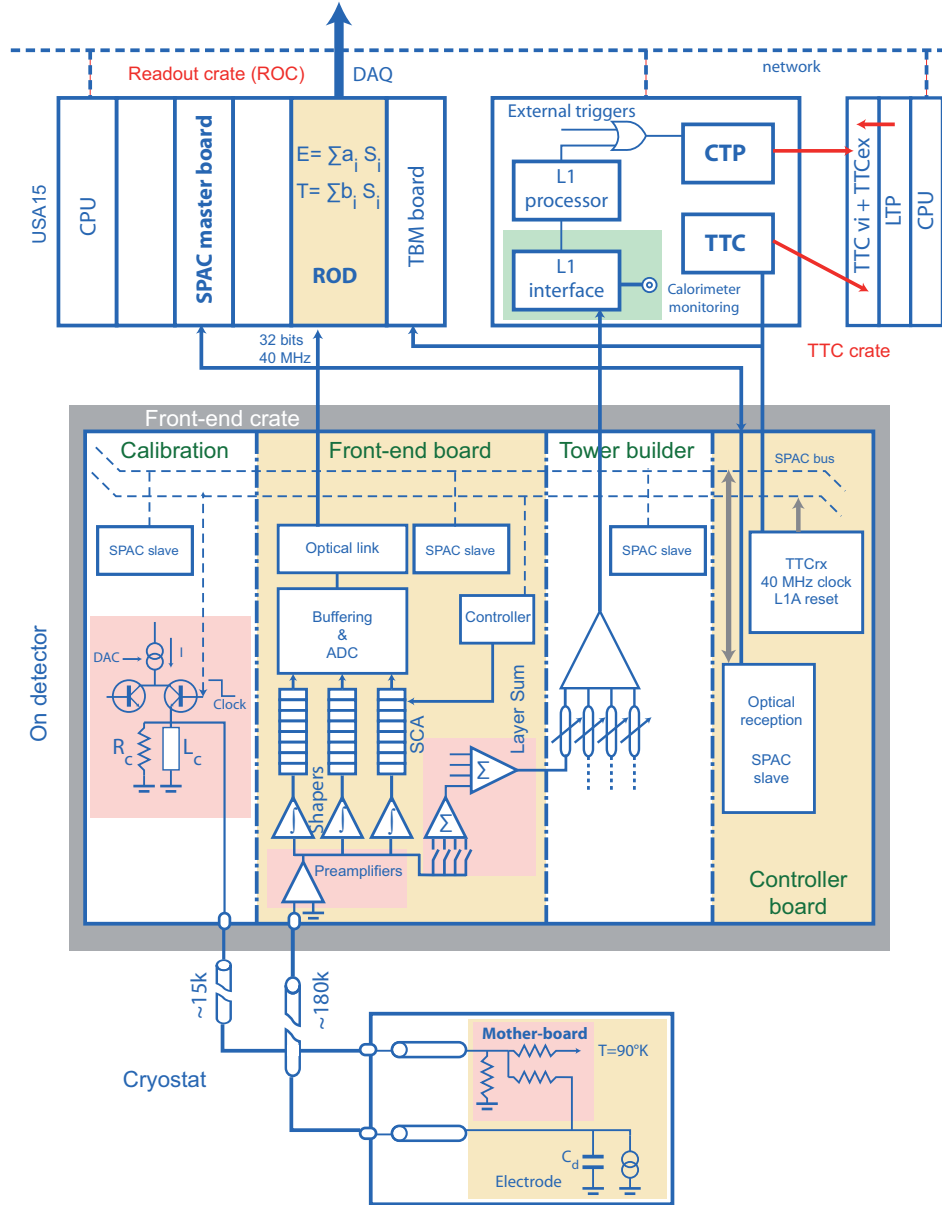 Readout crate (ROC)
DAQ
network
USA15
CPU
SPAC master board
E= ∑a_i S_i
T= ∑b_i S_i
ROD
TBM board
External triggers
CTP
L1
processor
TTC
L1
interface
Calorimeter
monitoring
TTC vi + TTCex
LTP
CPU
32 bits
40 MHz
TTC crate
Front-end crate
On detector
Calibration
Front-end board
Tower builder
SPAC bus
SPAC slave
Optical link
SPAC slave
SPAC slave
TTCrx
40 MHz clock
L1A reset
Buffering
&
ADC
Controller
DAC
I
Clock
R_c
L_c
SCA
Layer Sum
Optical
reception
SPAC
slave
Shapers
∫
∫
∫
Σ
Σ
Preamplifiers
Controller
board
~15k
~180k
Cryostat
Mother-board
T=90°K
C_d
Electrode